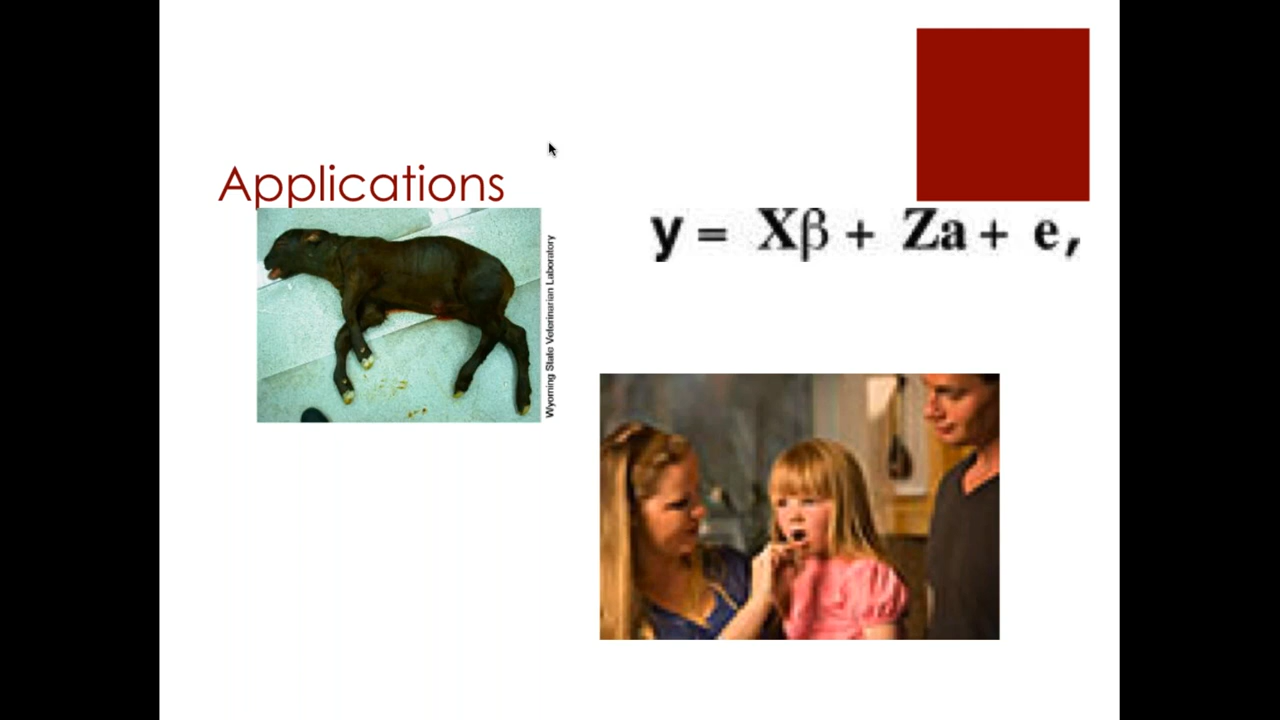 Applications
y = Xβ + Za + e,
Wyoming State Veterinarian Laboratory